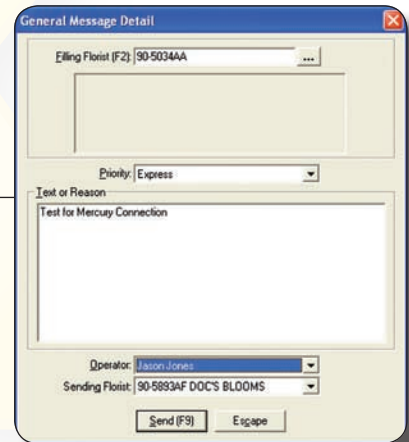 General Message Detail
Filling Florist (F2): 90-5034AA ...
Priority: Express
Text or Reason
Test for Mercury Connection
Operator: Jason Jones
Sending Florist: 90-5893AF DOC'S BLOOMS
Send (F9) Escape